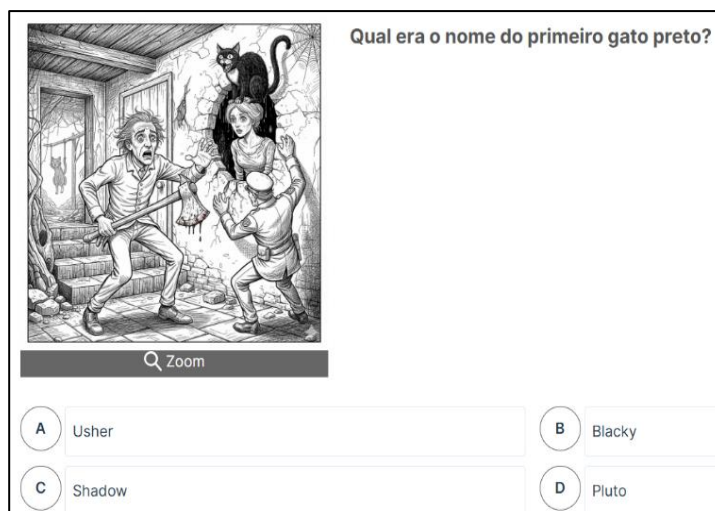 Qual era o nome do primeiro gato preto?
Zoom
A Usher
B Blacky
C Shadow
D Pluto